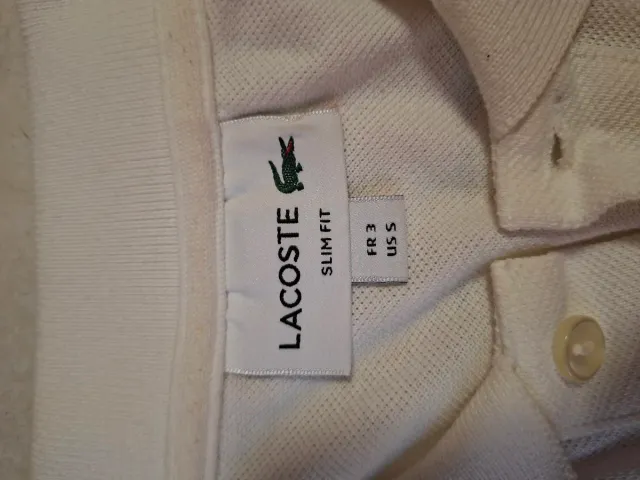 LACOSTE
SLIM FIT
FR 3
US S